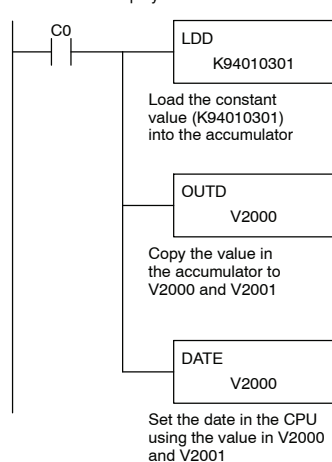 C0
LDD
K94010301
Load the constant
value (K94010301)
into the accumulator
OUTD
V2000
Copy the value in
the accumulator to
V2000 and V2001
DATE
V2000
Set the date in the CPU
using the value in V2000
and V2001